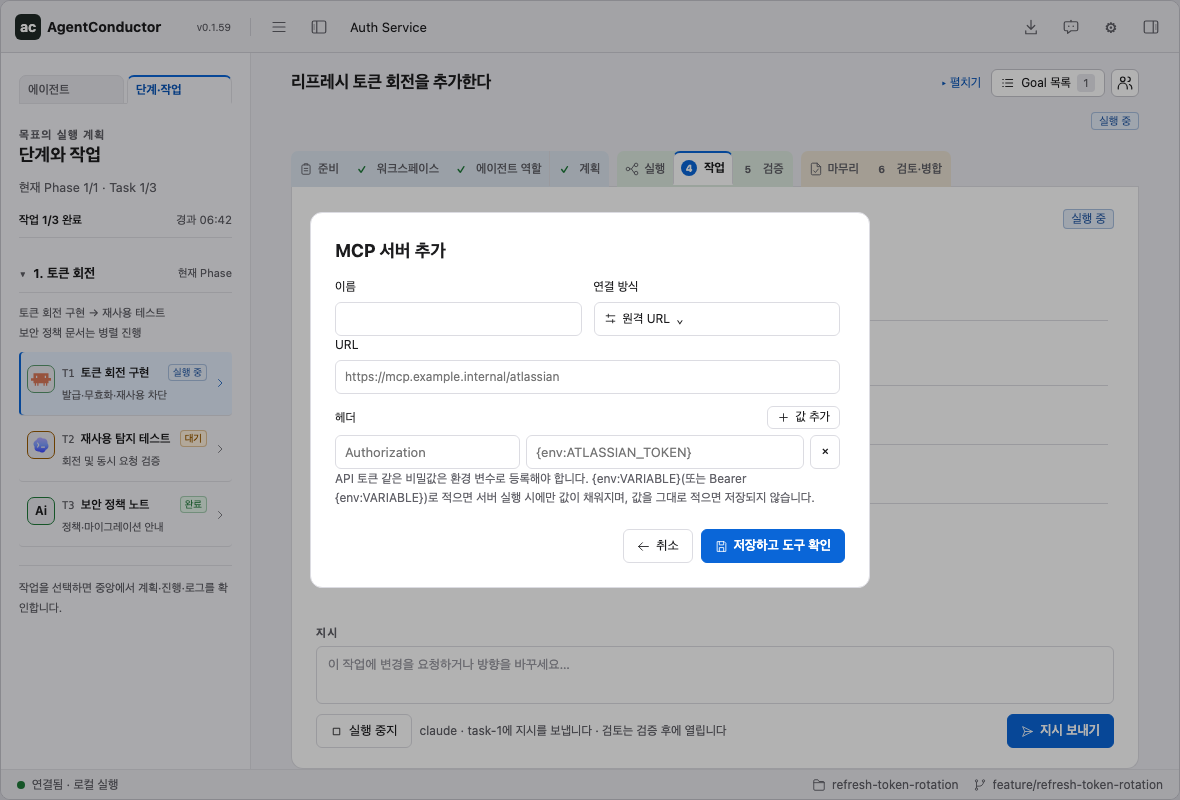 ac AgentConductor v0.1.59 Auth Service
에이전트 단계·작업
목표의 실행 계획
단계와 작업
현재 Phase 1/1 · Task 1/3
작업 1/3 완료 경과 06:42
1. 토큰 회전 현재 Phase
토큰 회전 구현 → 재사용 테스트
보안 정책 문서는 병렬 진행
T1 토큰 회전 구현 실행 중
발급·무효화·재사용 차단
T2 재사용 탐지 테스트 대기
회전 및 동시 요청 검증
Ai T3 보안 정책 노트 완료
정책·마이그레이션 안내
작업을 선택하면 중앙에서 계획·진행·로그를 확
인합니다.
리프레시 토큰 회전을 추가한다
펼치기 Goal 목록 1
실행 중
준비 워크스페이스 에이전트 역할 계획 실행 4 작업 5 검증 마무리 6 검토·병합
실행 중
MCP 서버 추가
이름 연결 방식
원격 URL
URL
https://mcp.example.internal/atlassian
헤더 값 추가
Authorization {env:ATLASSIAN_TOKEN} ×
API 토큰 같은 비밀값은 환경 변수로 등록해야 합니다. {env:VARIABLE}(또는 Bearer
{env:VARIABLE})로 적으면 서버 실행 시에만 값이 채워지며, 값을 그대로 적으면 저장되지 않습니다.
← 취소 저장하고 도구 확인
지시
이 작업에 변경을 요청하거나 방향을 바꾸세요...
실행 중지 claude · task-1에 지시를 보냅니다 · 검토는 검증 후에 열립니다 지시 보내기
연결됨 · 로컬 실행 refresh-token-rotation feature/refresh-token-rotation